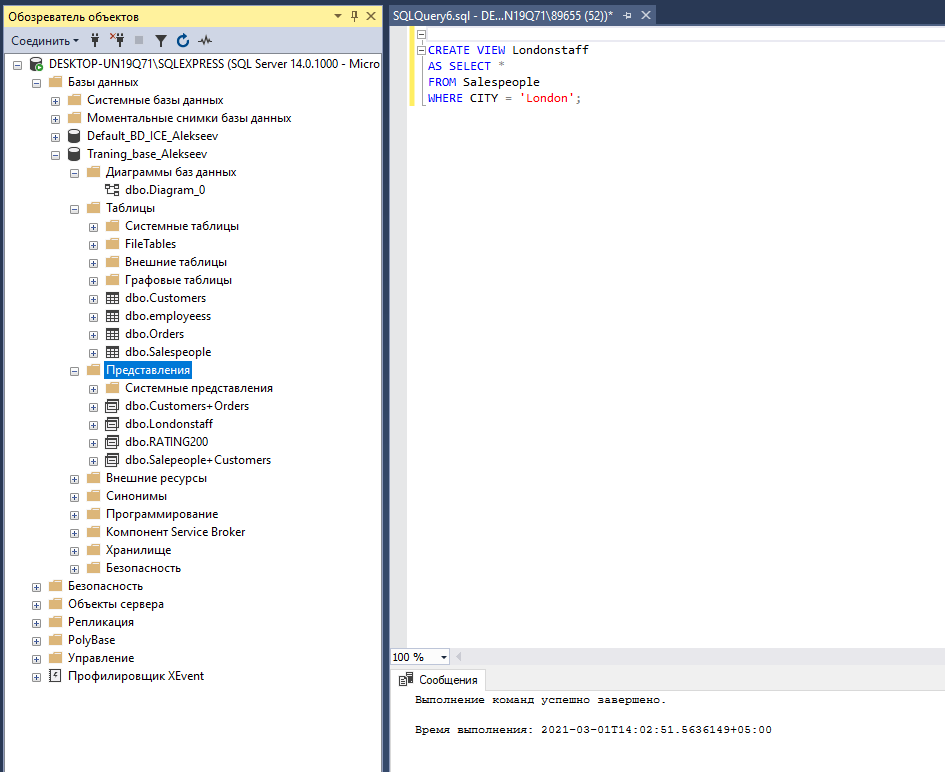 Обозреватель объектов
Соединить
DESKTOP-UN19Q71\SQLEXPRESS (SQL Server 14.0.1000 - Micro
Базы данных
Системные базы данных
Моментальные снимки базы данных
Default_BD_ICE_Alekseev
Traning_base_Alekseev
Диаграммы баз данных
dbo.Diagram_0
Таблицы
Системные таблицы
FileTables
Внешние таблицы
Графовые таблицы
dbo.Customers
dbo.employeess
dbo.Orders
dbo.Salespeople
Представления
Системные представления
dbo.Customers+Orders
dbo.Londonstaff
dbo.RATING200
dbo.Salepeople+Customers
Внешние ресурсы
Синонимы
Программирование
Компонент Service Broker
Хранилище
Безопасность
Безопасность
Объекты сервера
Репликация
PolyBase
Управление
Профилировщик XEvent
SQLQuery6.sql - DE...N19Q71\89655 (52))*
CREATE VIEW Londonstaff
AS SELECT *
FROM Salespeople
WHERE CITY = 'London';
100 %
Сообщения
Выполнение команд успешно завершено.
Время выполнения: 2021-03-01T14:02:51.5636149+05:00